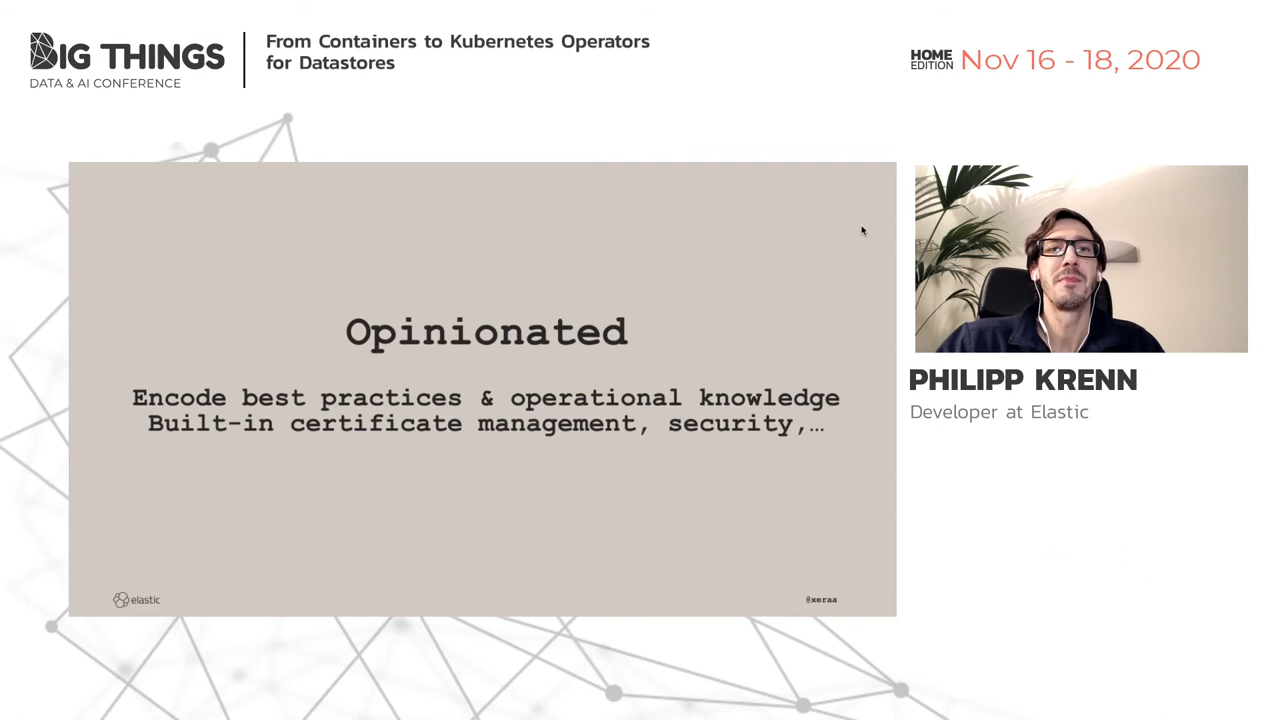 BIG THINGS
DATA & AI CONFERENCE
From Containers to Kubernetes Operators
for Datastores
HOME
EDITION
Nov 16 - 18, 2020
Opinionated
Encode best practices & operational knowledge
Built-in certificate management, security,…
elastic
@xeraa
PHILIPP KRENN
Developer at Elastic